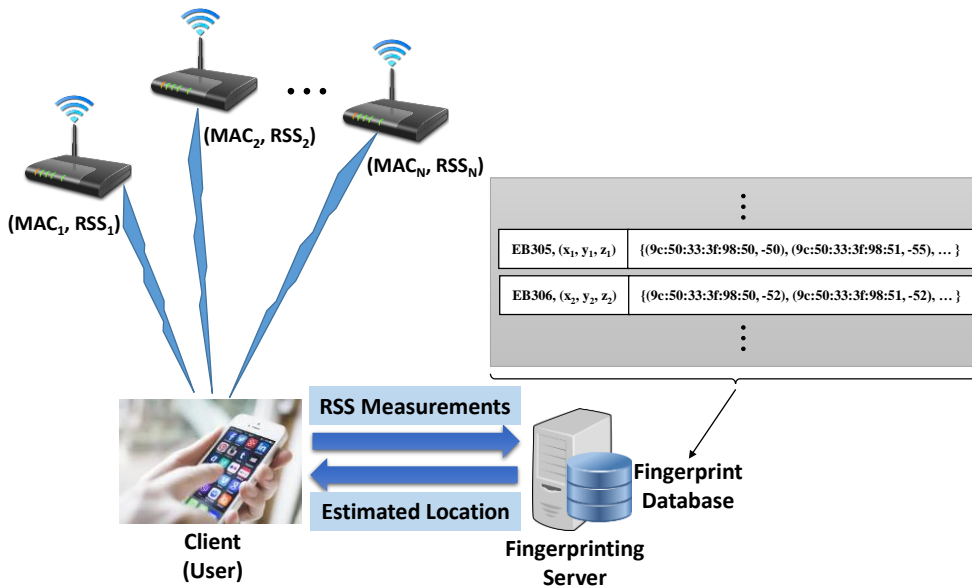 (MAC₂, RSS₂)
• • •
(MAC_N, RSS_N)
(MAC₁, RSS₁)
EB305, (x₁, y₁, z₁) {(9c:50:33:3f:98:50, -50), (9c:50:33:3f:98:51, -55), … }
EB306, (x₂, y₂, z₂) {(9c:50:33:3f:98:50, -52), (9c:50:33:3f:98:51, -52), … }
RSS Measurements
Estimated Location
Fingerprint
Database
Client
(User)
Fingerprinting
Server